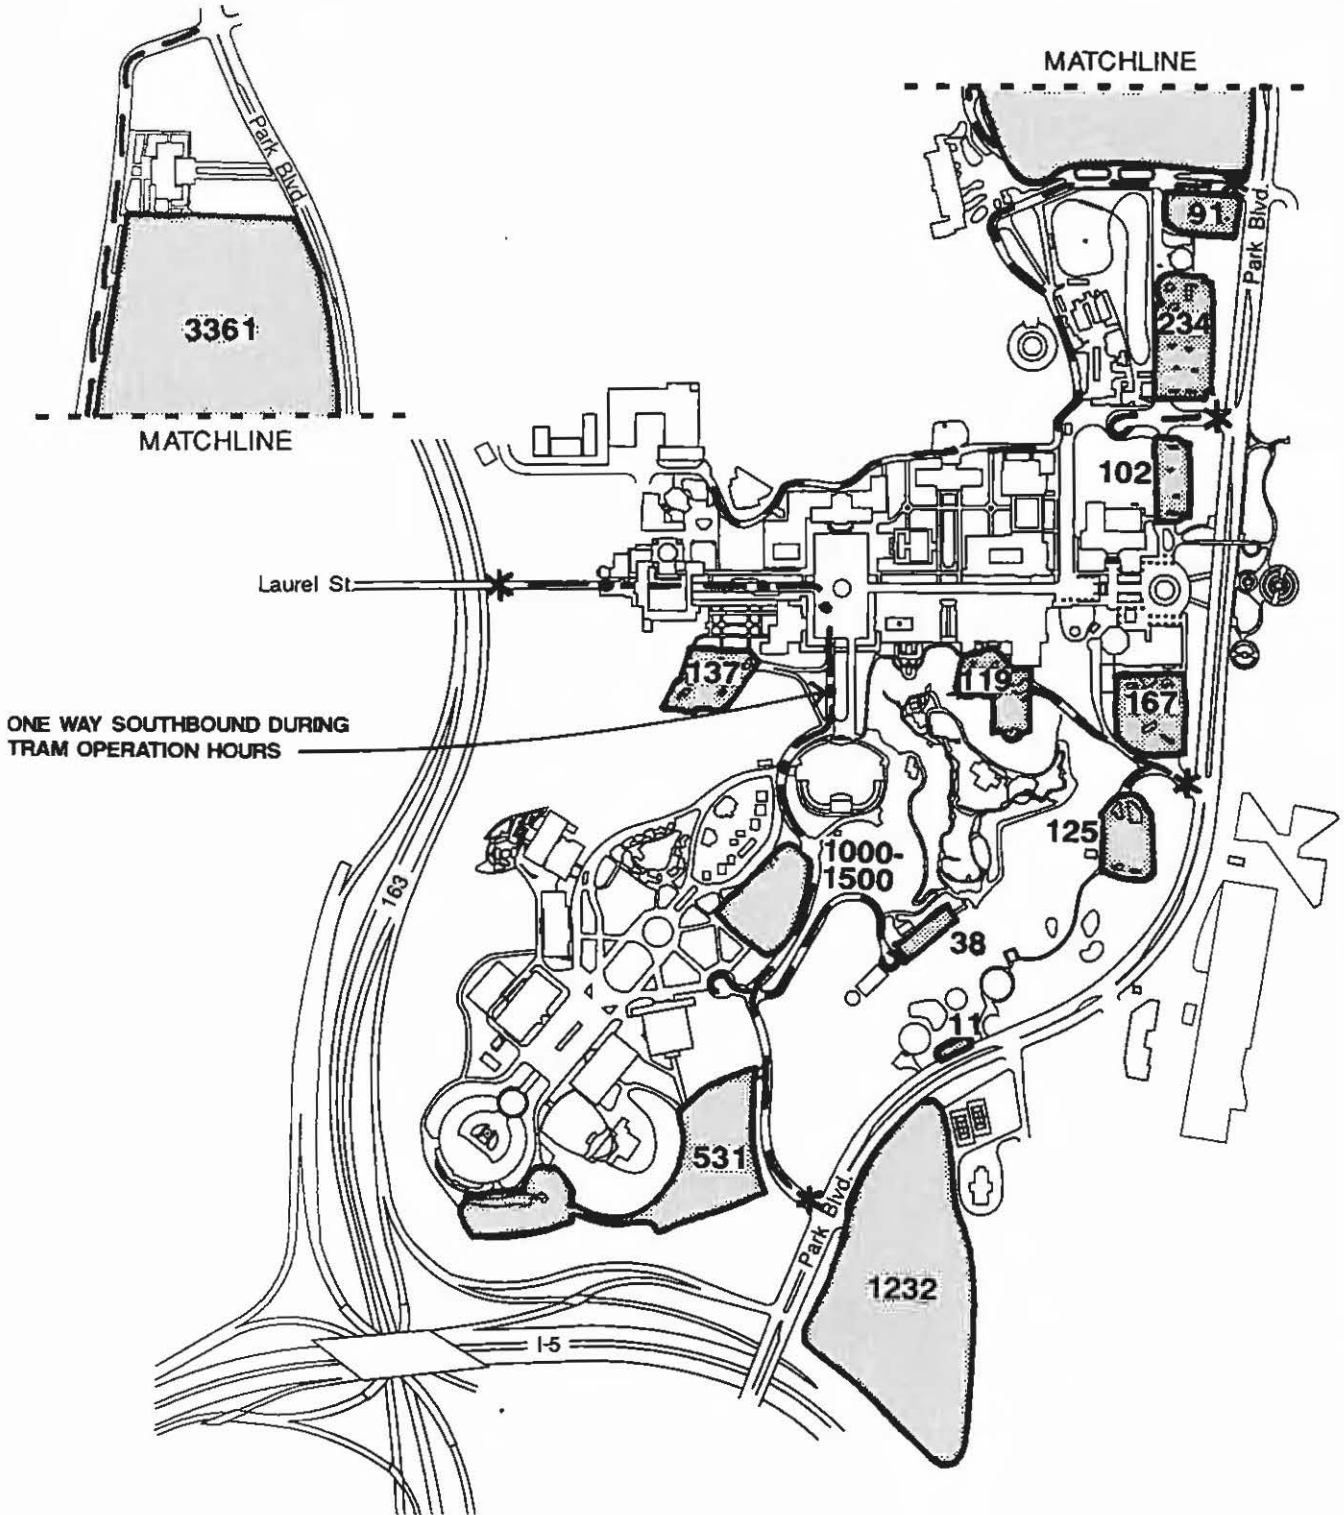 MATCHLINE
Park Blvd.
91
Park Blvd.
3361
234
MATCHLINE
102
Laurel St.
137
119
167
ONE WAY SOUTHBOUND DURING
TRAM OPERATION HOURS
125
1000-
1500
163
38
11
531
Park Blvd.
1232
I-5